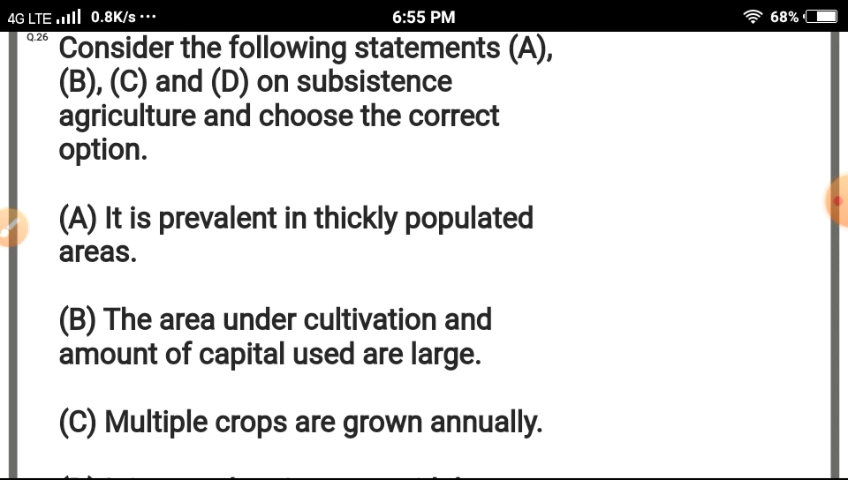 4G LTE 0.8K/s ··· 6:55 PM 68%
Q.26 Consider the following statements (A),
(B), (C) and (D) on subsistence
agriculture and choose the correct
option.
(A) It is prevalent in thickly populated
areas.
(B) The area under cultivation and
amount of capital used are large.
(C) Multiple crops are grown annually.